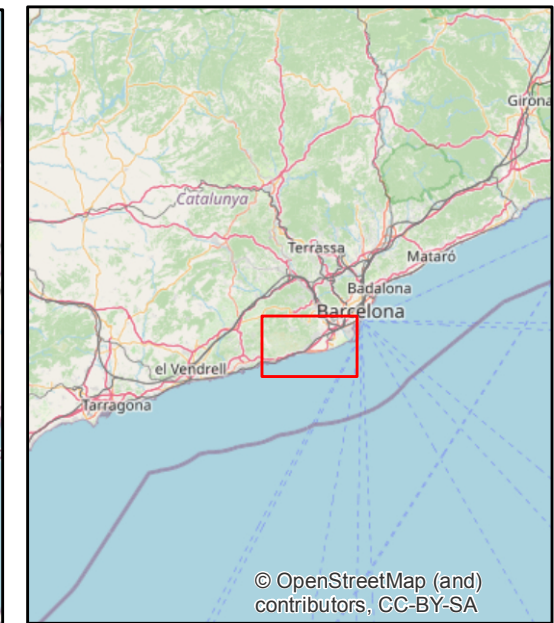 Girona
Catalunya
Terrassa
Mataró
Badalona
Barcelona
el Vendrell
Tarragona
© OpenStreetMap (and)
contributors, CC-BY-SA